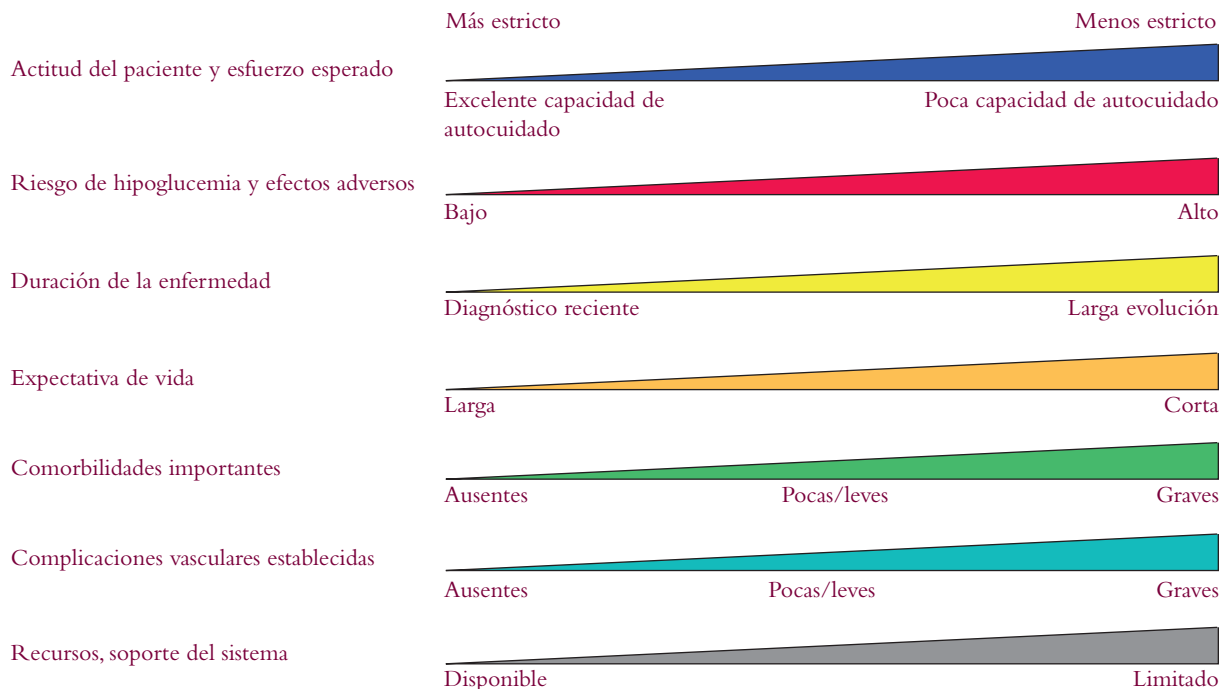 Más estricto Menos estricto
Actitud del paciente y esfuerzo esperado
Excelente capacidad de autocuidado Poca capacidad de autocuidado
Riesgo de hipoglucemia y efectos adversos
Bajo Alto
Duración de la enfermedad
Diagnóstico reciente Larga evolución
Expectativa de vida
Larga Corta
Comorbilidades importantes
Ausentes Pocas/leves Graves
Complicaciones vasculares establecidas
Ausentes Pocas/leves Graves
Recursos, soporte del sistema
Disponible Limitado